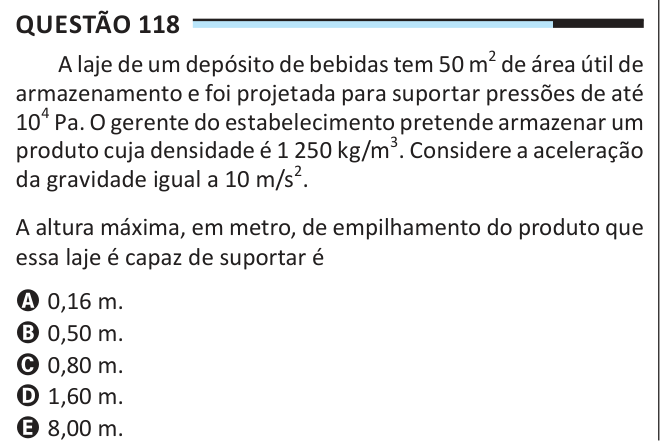 QUESTÃO 118
A laje de um depósito de bebidas tem 50 m² de área útil de
armazenamento e foi projetada para suportar pressões de até
10⁴ Pa. O gerente do estabelecimento pretende armazenar um
produto cuja densidade é 1 250 kg/m³. Considere a aceleração
da gravidade igual a 10 m/s².
A altura máxima, em metro, de empilhamento do produto que
essa laje é capaz de suportar é
A 0,16 m.
B 0,50 m.
C 0,80 m.
D 1,60 m.
E 8,00 m.